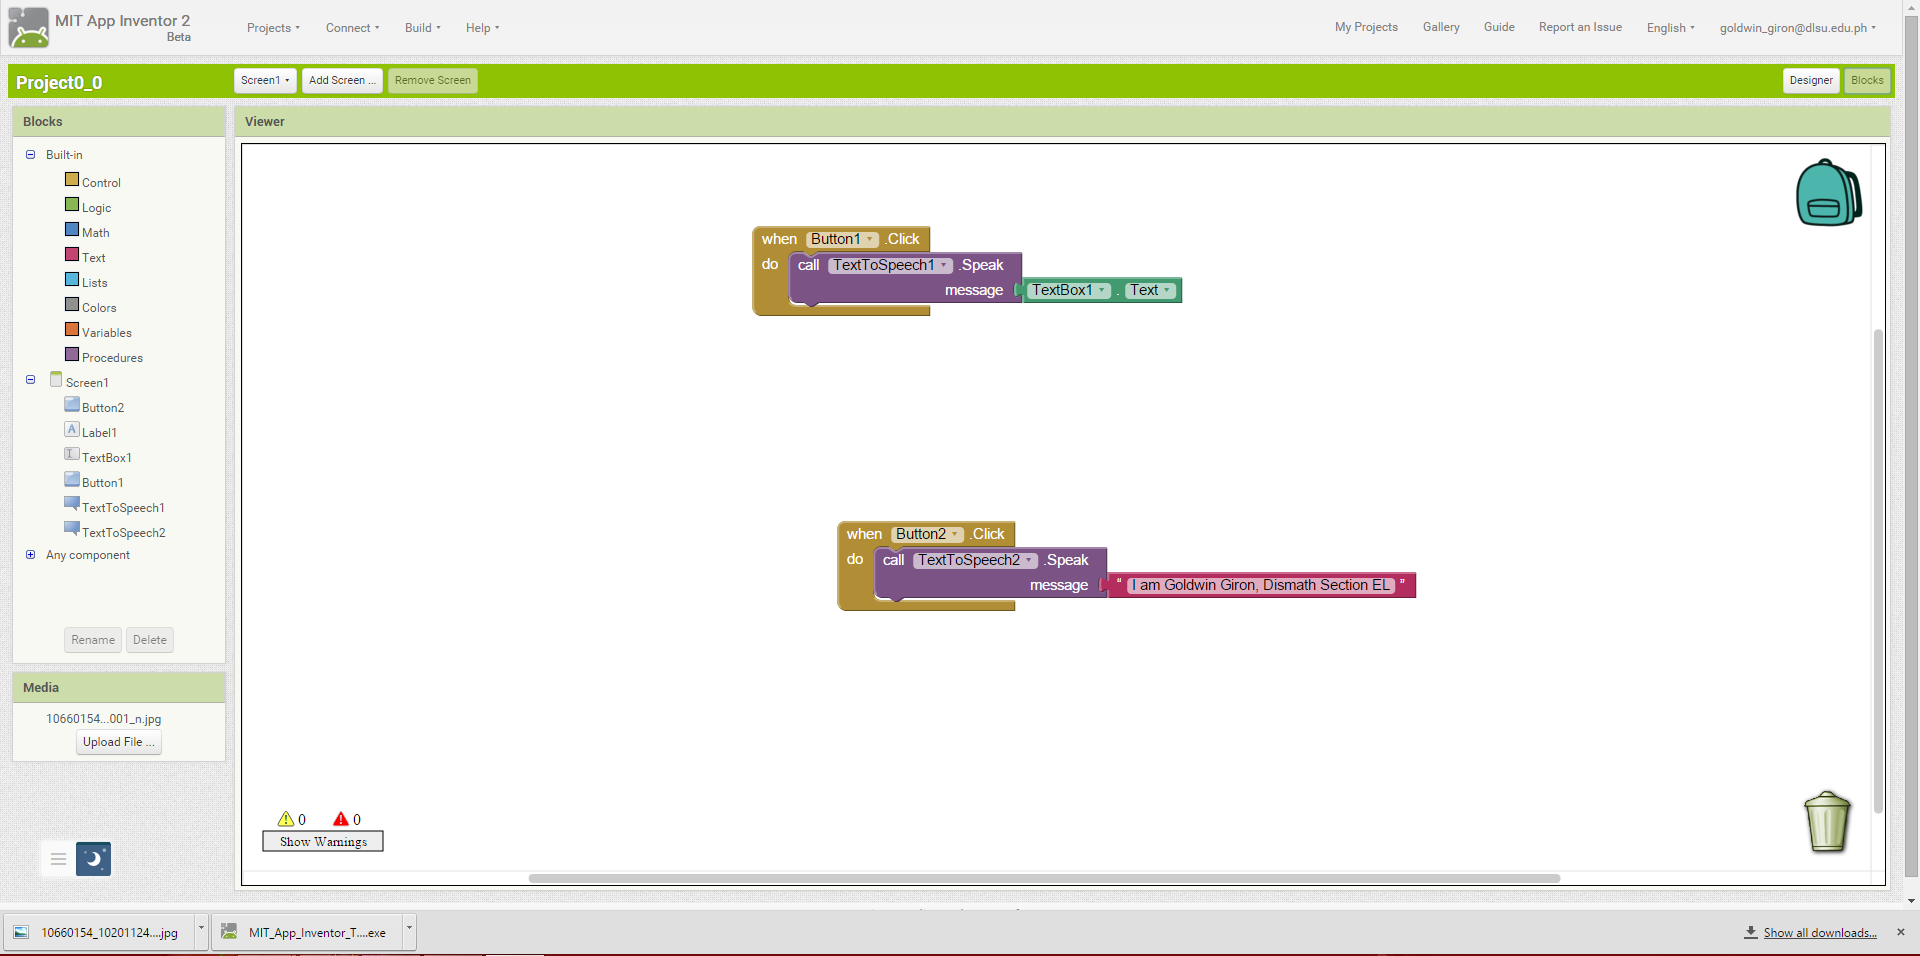 MIT App Inventor 2
Beta
Projects Connect Build Help
My Projects Gallery Guide Report an Issue English goldwin_giron@dlsu.edu.ph
Project0_0
Screen1 Add Screen ... Remove Screen
Designer Blocks
Blocks
Built-in
Control
Logic
Math
Text
Lists
Colors
Variables
Procedures
Screen1
Button2
Label1
TextBox1
Button1
TextToSpeech1
TextToSpeech2
Any component
Rename Delete
Media
10660154...001_n.jpg
Upload File ...
Viewer
when Button1 .Click
do call TextToSpeech1 .Speak
message TextBox1 . Text
when Button2 .Click
do call TextToSpeech2 .Speak
message “ I am Goldwin Giron, Dismath Section EL ”
0 0
Show Warnings
10660154_10201124....jpg
MIT_App_Inventor_T....exe
Show all downloads...